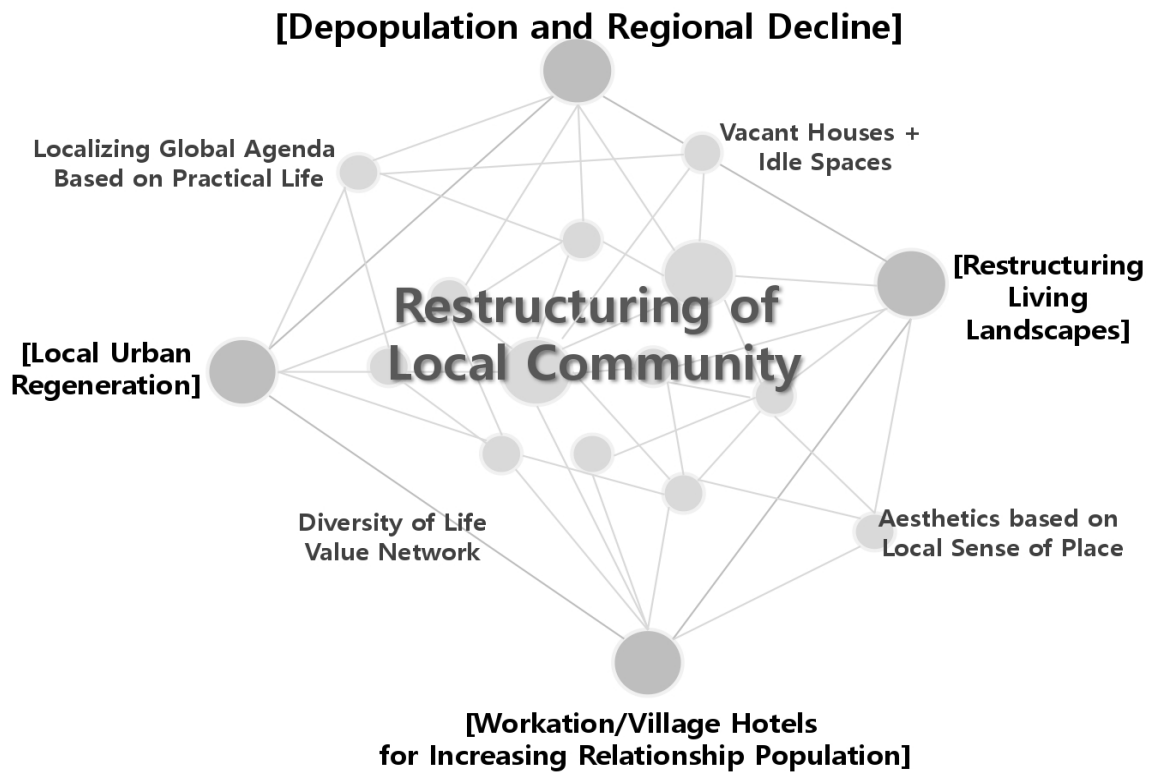 [Depopulation and Regional Decline]
Localizing Global Agenda
Based on Practical Life
Vacant Houses +
Idle Spaces
[Restructuring
Living
Landscapes]
Restructuring of
Local Community
[Local Urban
Regeneration]
Diversity of Life
Value Network
Aesthetics based on
Local Sense of Place
[Workation/Village Hotels
for Increasing Relationship Population]